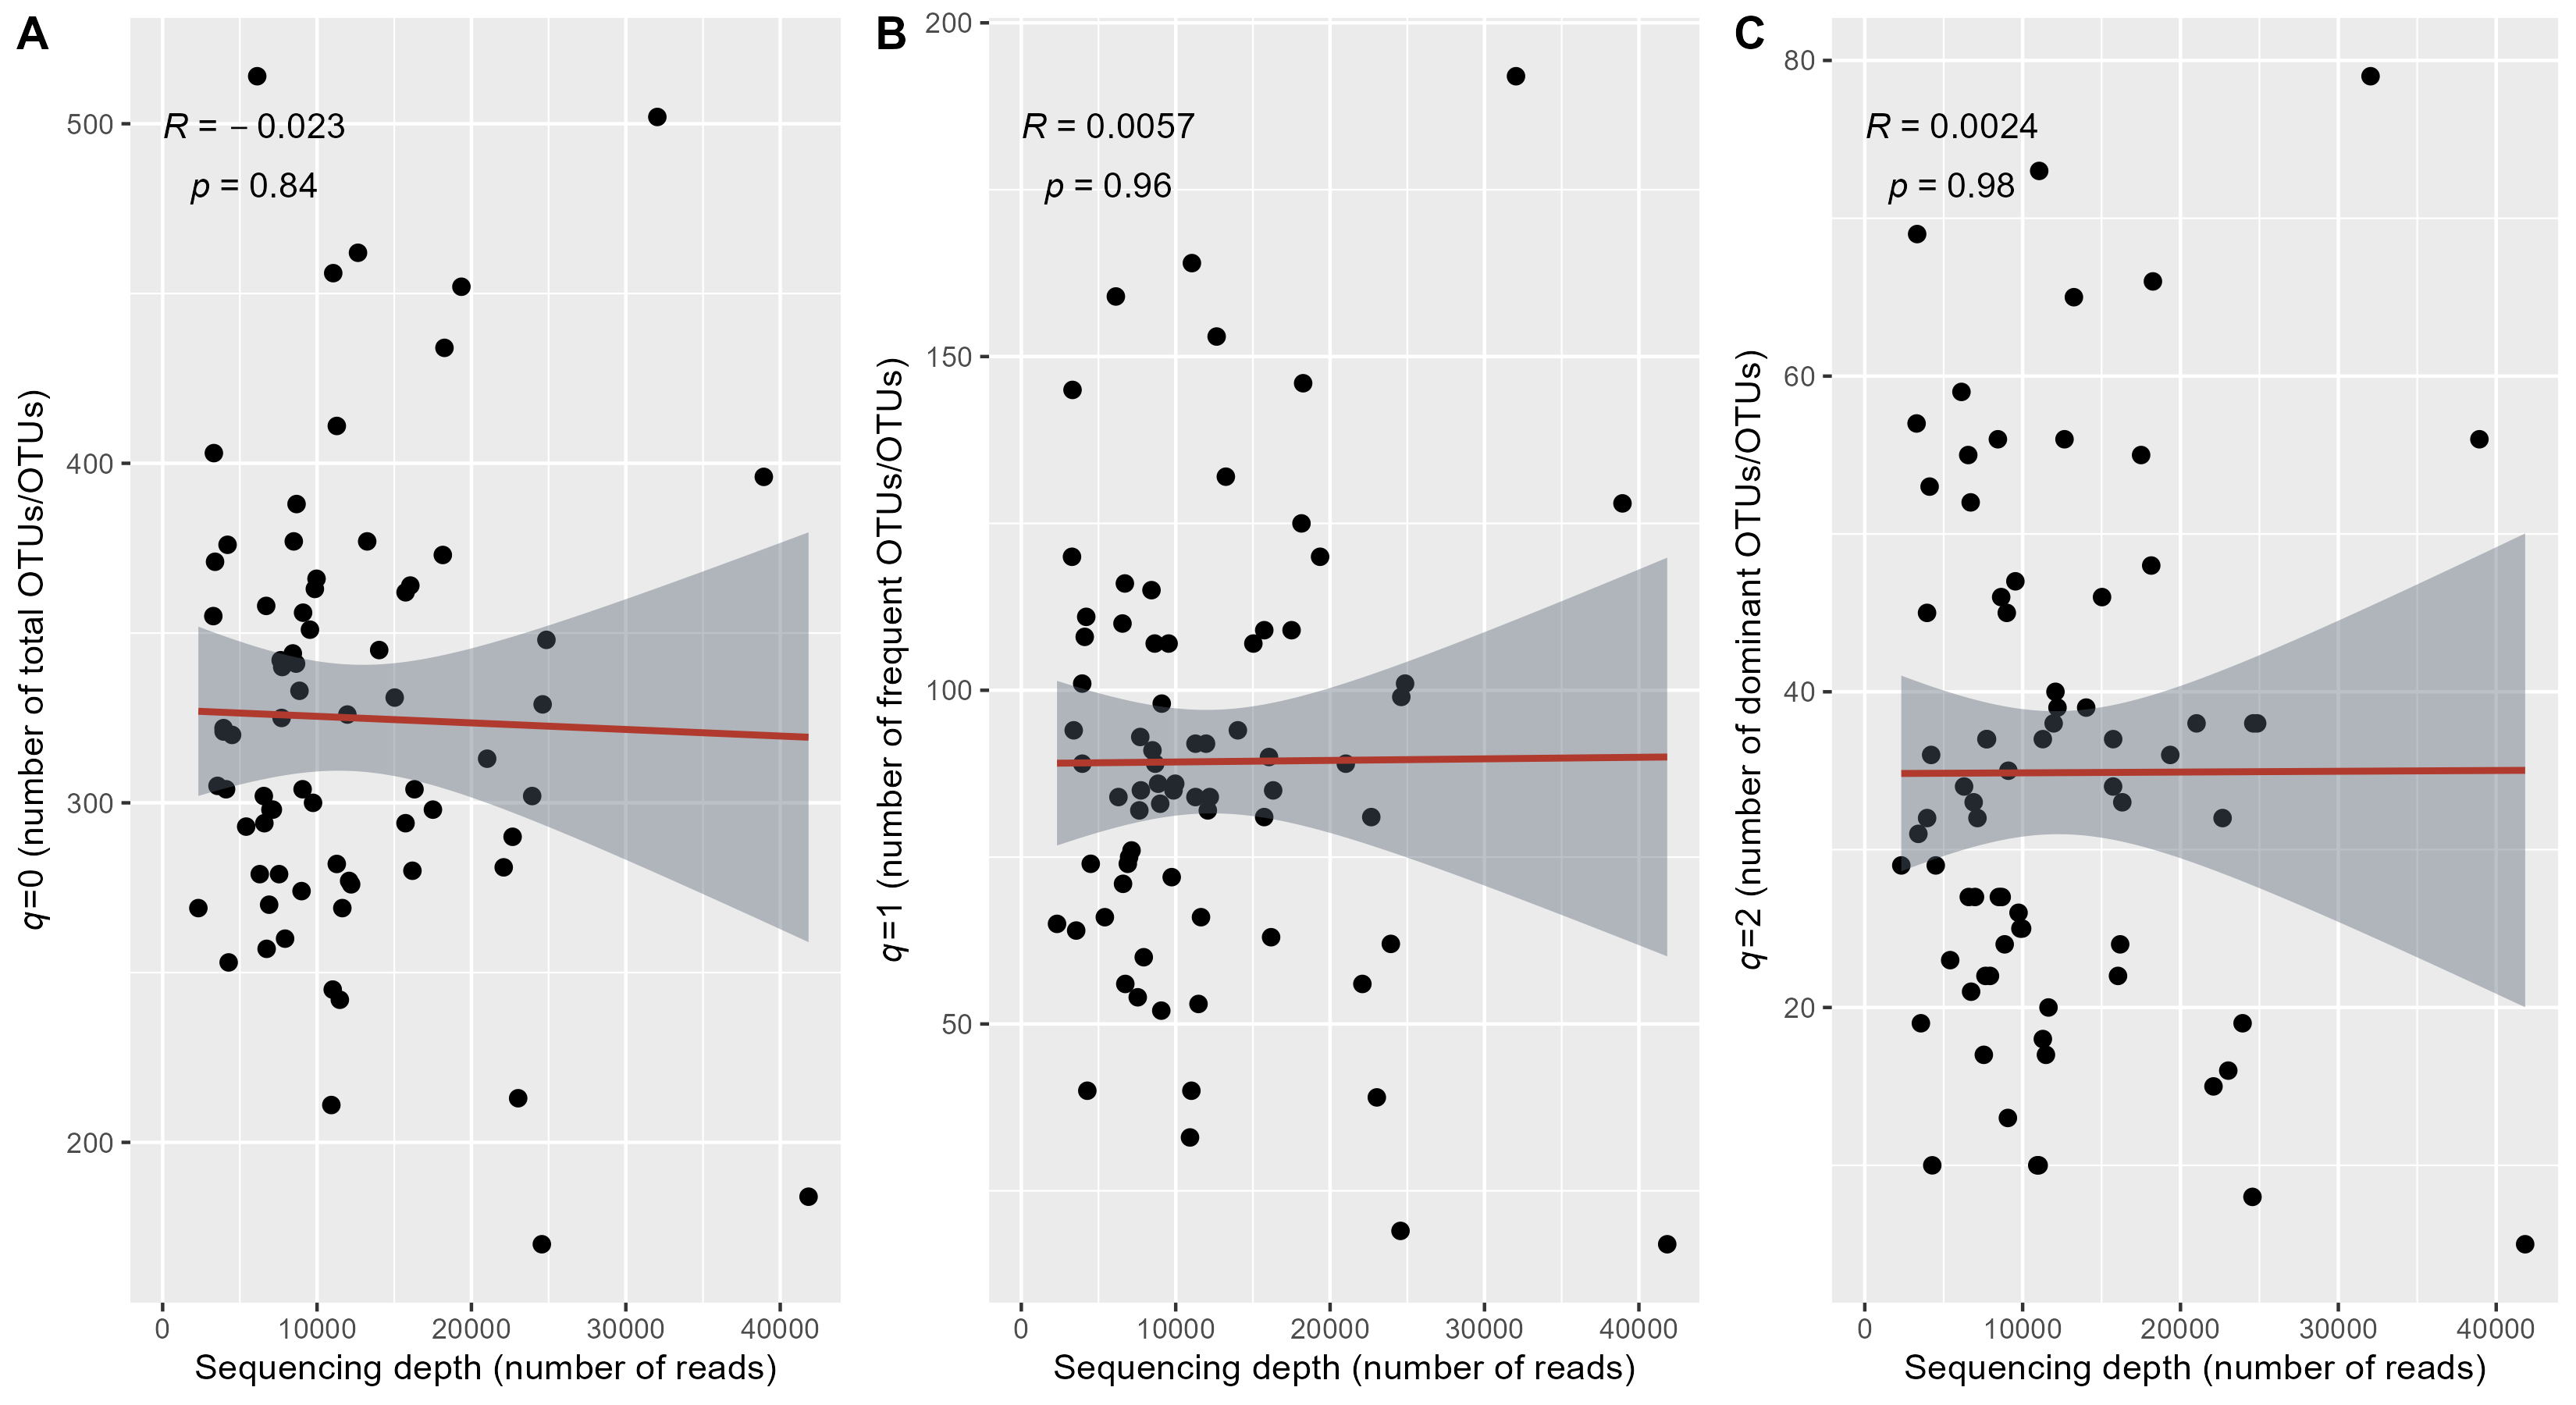 A
R = − 0.023
p = 0.84
500
400
300
200
0 10000 20000 30000 40000
Sequencing depth (number of reads)
q=0 (number of total OTUs/OTUs)
B
R = 0.0057
p = 0.96
200
150
100
50
0 10000 20000 30000 40000
Sequencing depth (number of reads)
q=1 (number of frequent OTUs/OTUs)
C
R = 0.0024
p = 0.98
80
60
40
20
0 10000 20000 30000 40000
Sequencing depth (number of reads)
q=2 (number of dominant OTUs/OTUs)